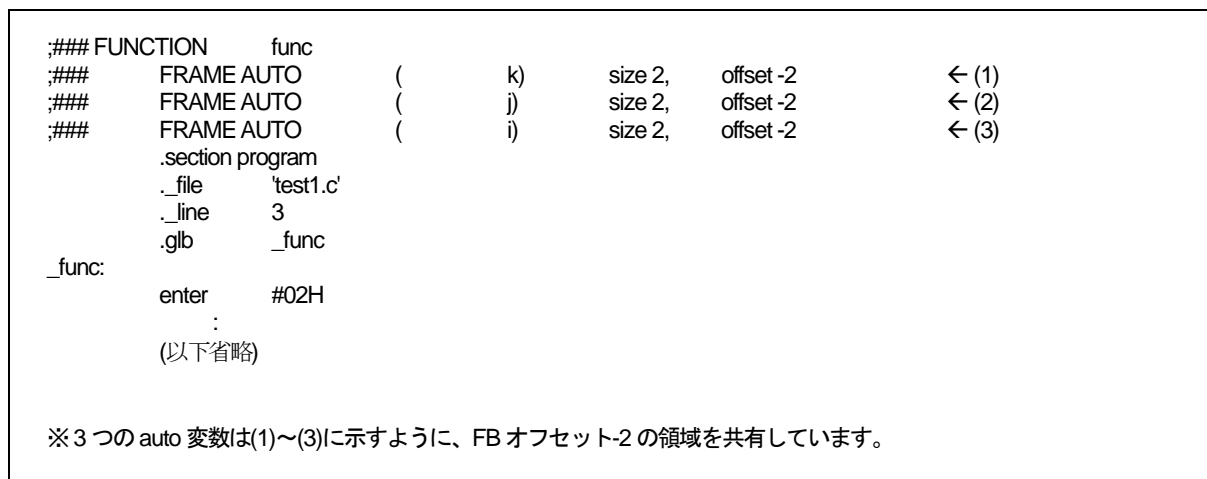 ;### FUNCTION func
;### FRAME AUTO ( k) size 2, offset -2 ← (1)
;### FRAME AUTO ( j) size 2, offset -2 ← (2)
;### FRAME AUTO ( i) size 2, offset -2 ← (3)
.section program
._file 'test1.c'
._line 3
.glb _func
_func:
enter #02H
:
(以下省略)
※3 つの auto 変数は(1)～(3)に示すように、FB オフセット-2 の領域を共有しています。